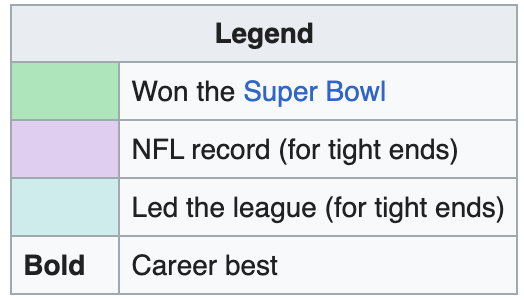 Legend
Won the Super Bowl
NFL record (for tight ends)
Led the league (for tight ends)
Bold Career best